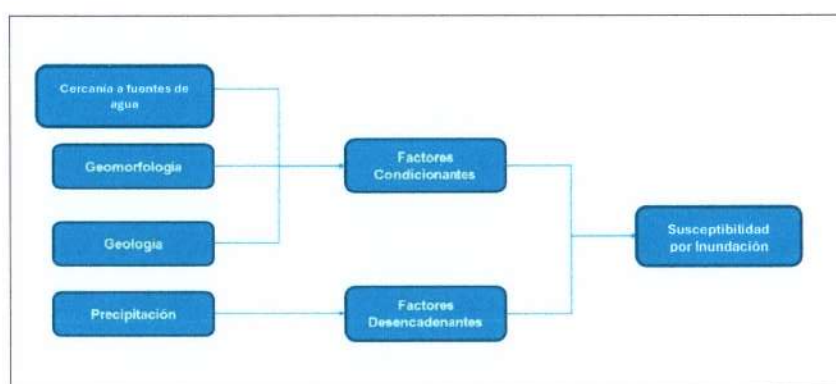 Cercanía a fuentes de
agua
Geomorfología
Geología
Precipitación
Factores
Condicionantes
Factores
Desencadenantes
Susceptibilidad
por Inundación